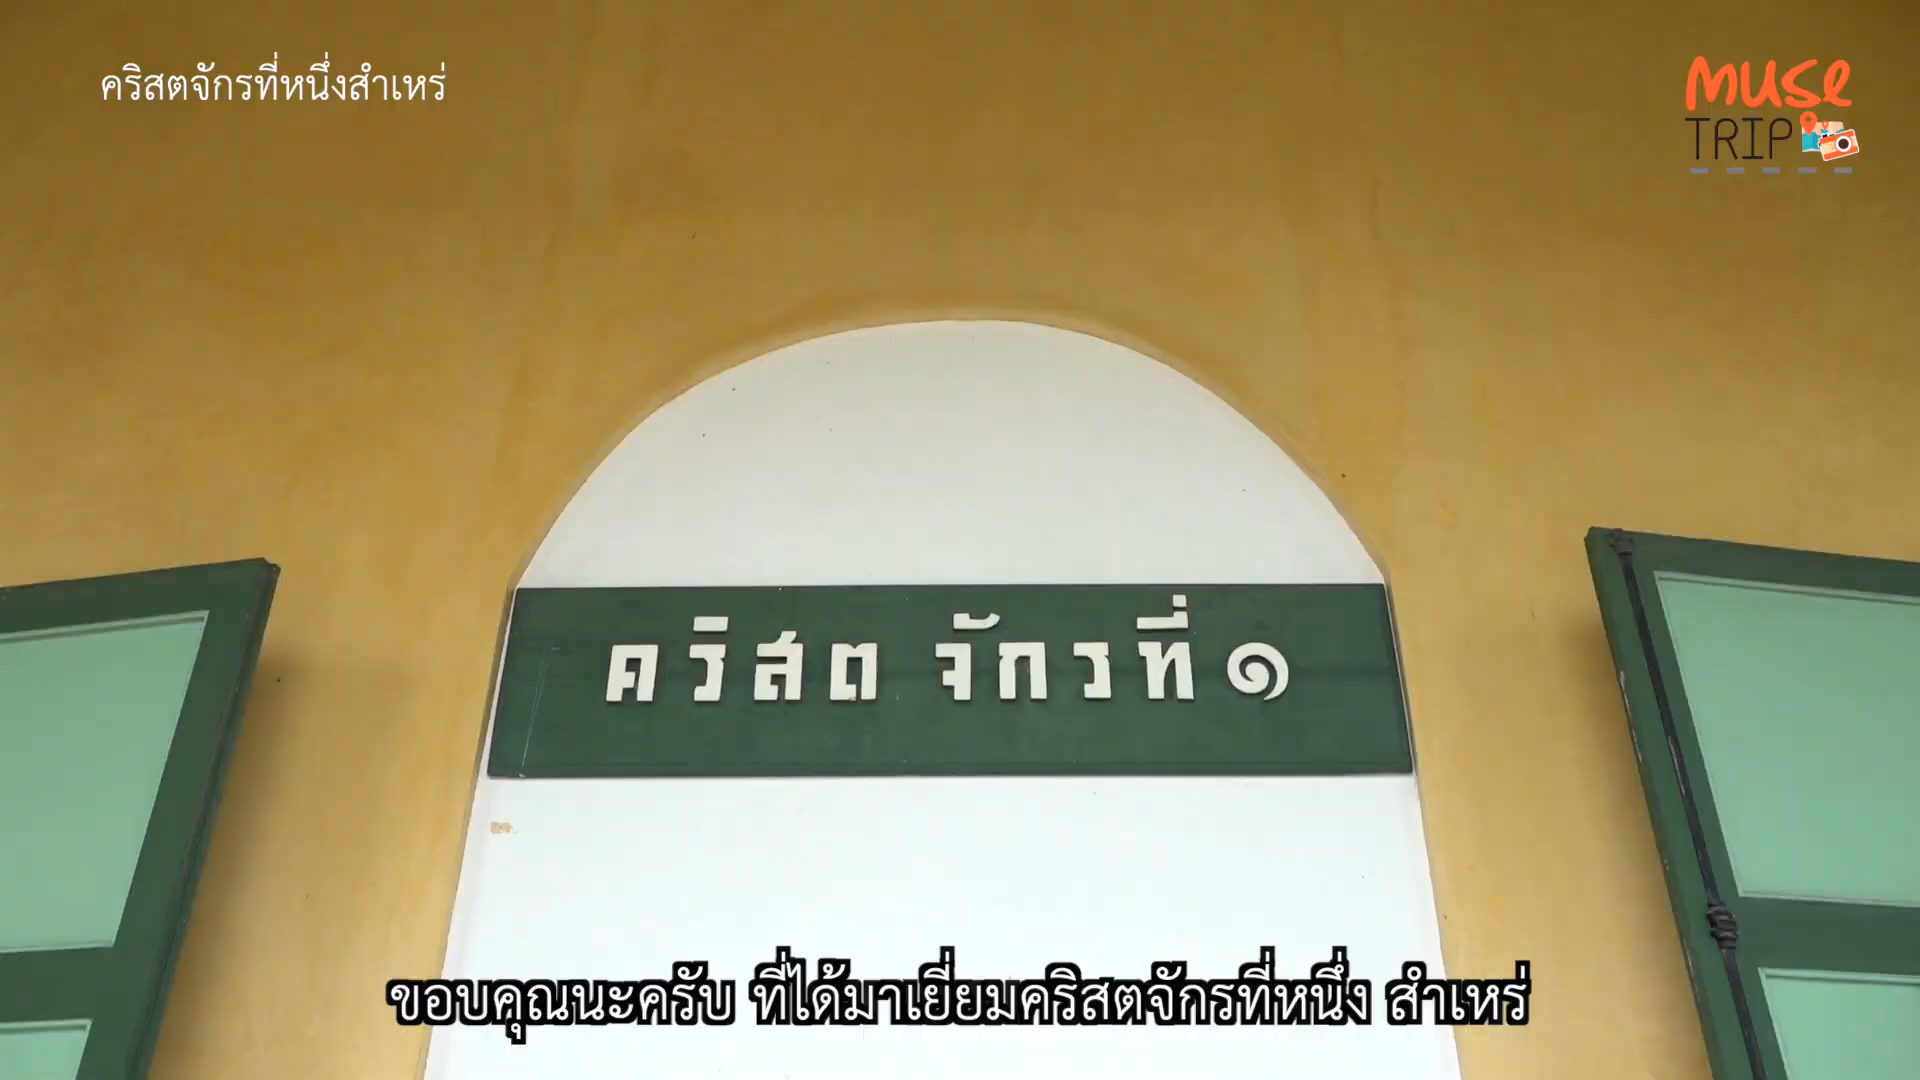 คริสตจักรที่หนึ่งสำเหร่
MUSE
TRIP
คริสต จักรที่ ๑
ขอบคุณนะครับ ที่ได้มาเยี่ยมคริสตจักรที่หนึ่ง สำเหร่